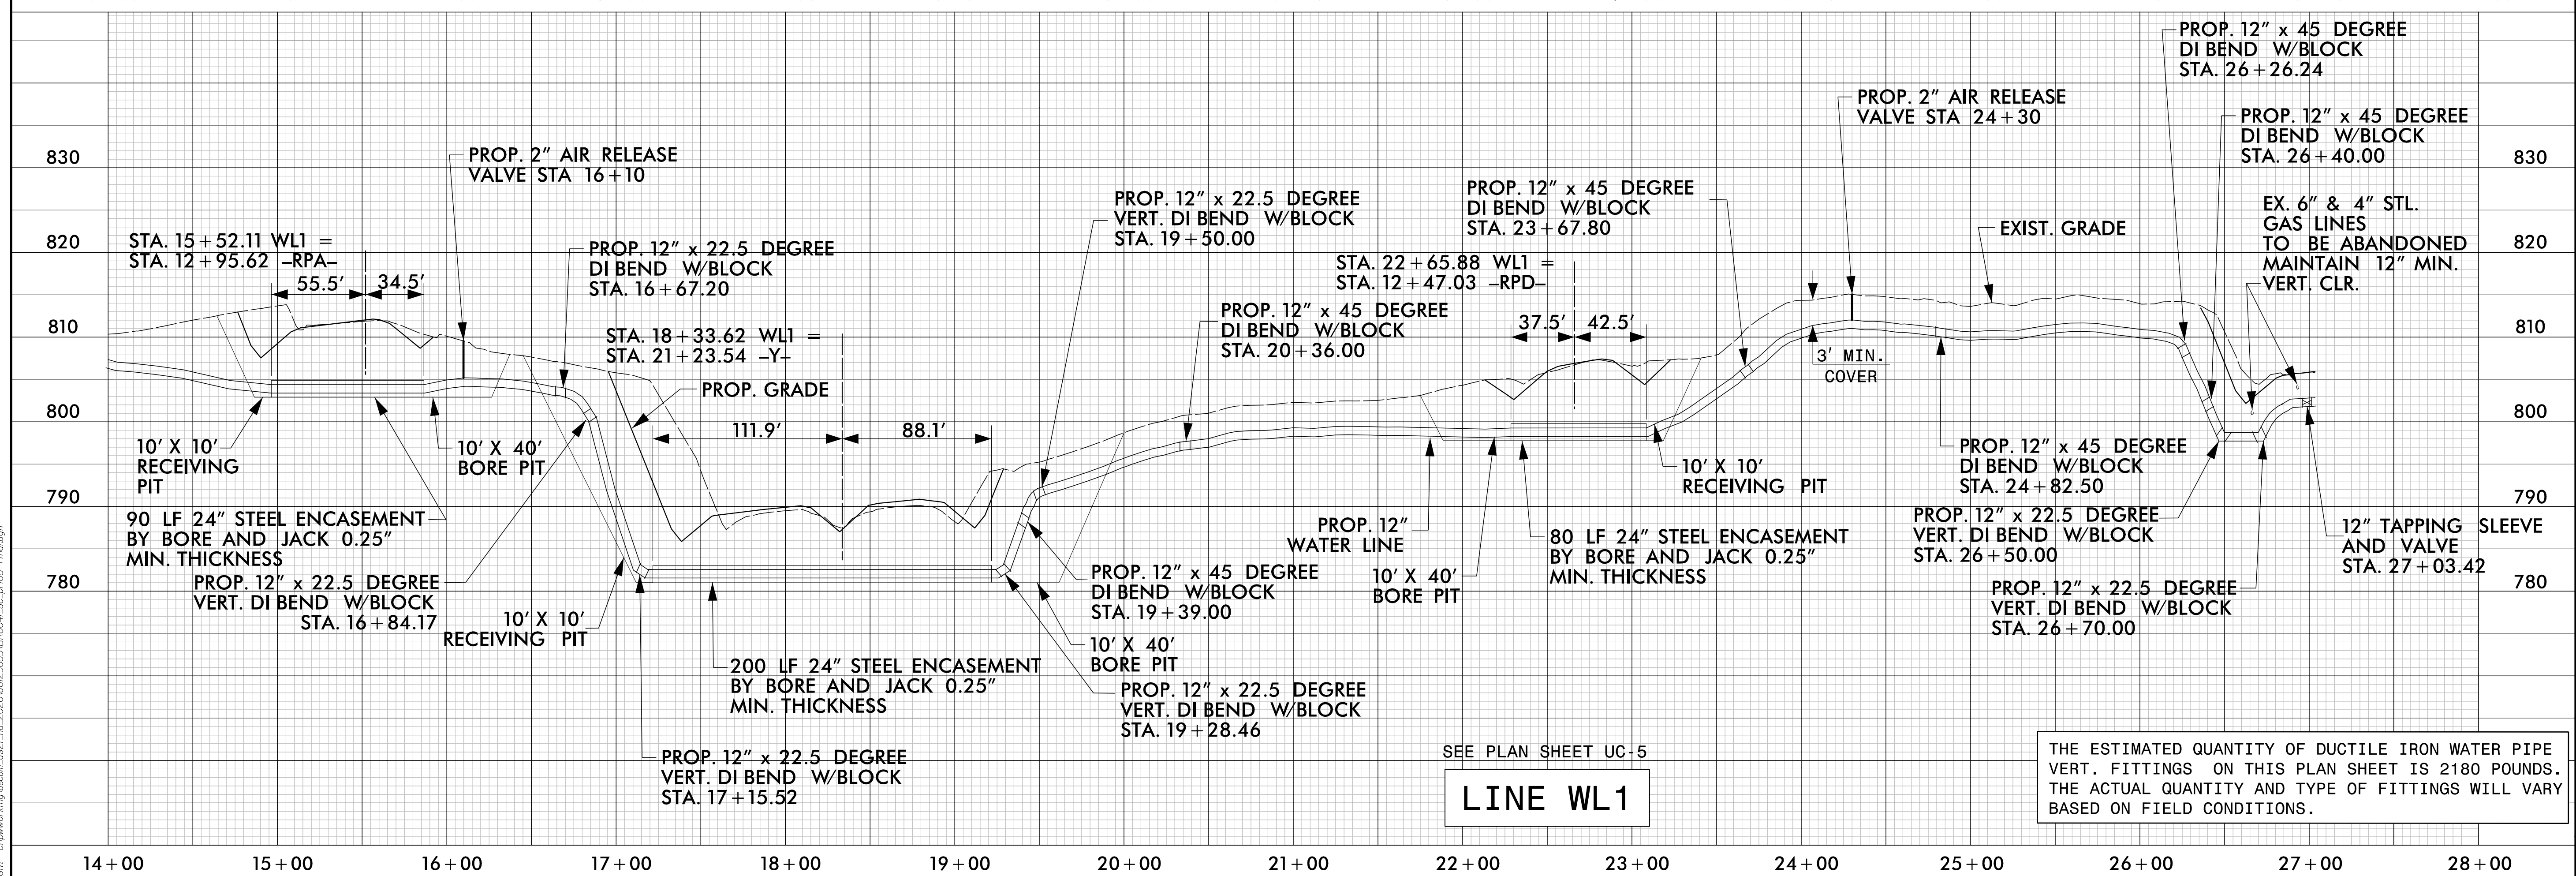 PROP. 12" x 45 DEGREE
DI BEND W/BLOCK
STA. 26+26.24
PROP. 2" AIR RELEASE
VALVE STA 24+30
PROP. 12" x 45 DEGREE
DI BEND W/BLOCK
STA. 26+40.00
830
830
PROP. 2" AIR RELEASE
VALVE STA 16+10
PROP. 12" x 22.5 DEGREE
VERT. DI BEND W/BLOCK
STA. 19+50.00
PROP. 12" x 45 DEGREE
DI BEND W/BLOCK
STA. 23+67.80
EX. 6" & 4" STL.
GAS LINES
TO BE ABANDONED
MAINTAIN 12" MIN.
VERT. CLR.
EXIST. GRADE
820
820
STA. 15+52.11 WL1 =
STA. 12+95.62 -RPA-
55.5'
34.5'
PROP. 12" x 22.5 DEGREE
DI BEND W/BLOCK
STA. 16+67.20
STA. 22+65.88 WL1 =
STA. 12+47.03 -RPD-
37.5'
42.5'
PROP. 12" x 45 DEGREE
DI BEND W/BLOCK
STA. 20+36.00
810
810
STA. 18+33.62 WL1 =
STA. 21+23.54 -Y-
PROP. GRADE
3' MIN.
COVER
800
800
111.9'
88.1'
10' X 10'
RECEIVING
PIT
10' X 40'
BORE PIT
10' X 10'
RECEIVING PIT
PROP. 12" x 45 DEGREE
DI BEND W/BLOCK
STA. 24+82.50
790
790
90 LF 24" STEEL ENCASEMENT
BY BORE AND JACK 0.25"
MIN. THICKNESS
PROP. 12"
WATER LINE
80 LF 24" STEEL ENCASEMENT
BY BORE AND JACK 0.25"
MIN. THICKNESS
PROP. 12" x 22.5 DEGREE
VERT. DI BEND W/BLOCK
STA. 26+50.00
12" TAPPING SLEEVE
AND VALVE
STA. 27+03.42
780
780
PROP. 12" x 22.5 DEGREE
VERT. DI BEND W/BLOCK
STA. 16+84.17
10' X 10'
RECEIVING PIT
PROP. 12" x 45 DEGREE
DI BEND W/BLOCK
STA. 19+39.00
10' X 40'
BORE PIT
PROP. 12" x 22.5 DEGREE
VERT. DI BEND W/BLOCK
STA. 26+70.00
10' X 40'
BORE PIT
200 LF 24" STEEL ENCASEMENT
BY BORE AND JACK 0.25"
MIN. THICKNESS
PROP. 12" x 22.5 DEGREE
VERT. DI BEND W/BLOCK
STA. 19+28.46
PROP. 12" x 22.5 DEGREE
VERT. DI BEND W/BLOCK
STA. 17+15.52
SEE PLAN SHEET UC-5
LINE WL1
THE ESTIMATED QUANTITY OF DUCTILE IRON WATER PIPE
VERT. FITTINGS ON THIS PLAN SHEET IS 2180 POUNDS.
THE ACTUAL QUANTITY AND TYPE OF FITTINGS WILL VARY
BASED ON FIELD CONDITIONS.
14+00 15+00 16+00 17+00 18+00 19+00 20+00 21+00 22+00 23+00 24+00 25+00 26+00 27+00 28+00